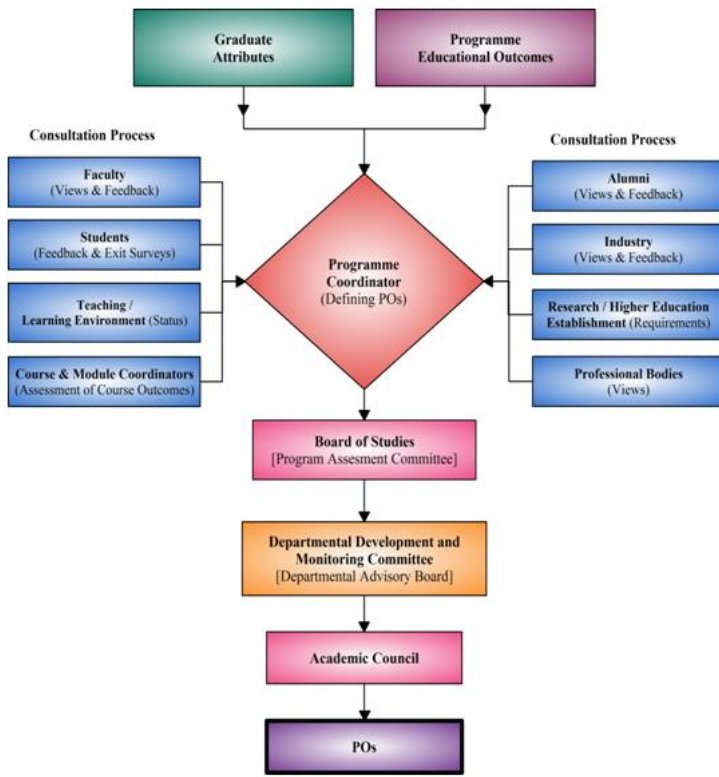 Graduate
Attributes
Programme
Educational Outcomes
Consultation Process
Faculty
(Views & Feedback)
Students
(Feedback & Exit Surveys)
Teaching /
Learning Environment (Status)
Course & Module Coordinators
(Assessment of Course Outcomes)
Programme
Coordinator
(Defining POs)
Consultation Process
Alumni
(Views & Feedback)
Industry
(Views & Feedback)
Research / Higher Education
Establishment (Requirements)
Professional Bodies
(Views)
Board of Studies
[Program Assesment Committee]
Departmental Development and
Monitoring Committee
[Departmental Advisory Board]
Academic Council
POs